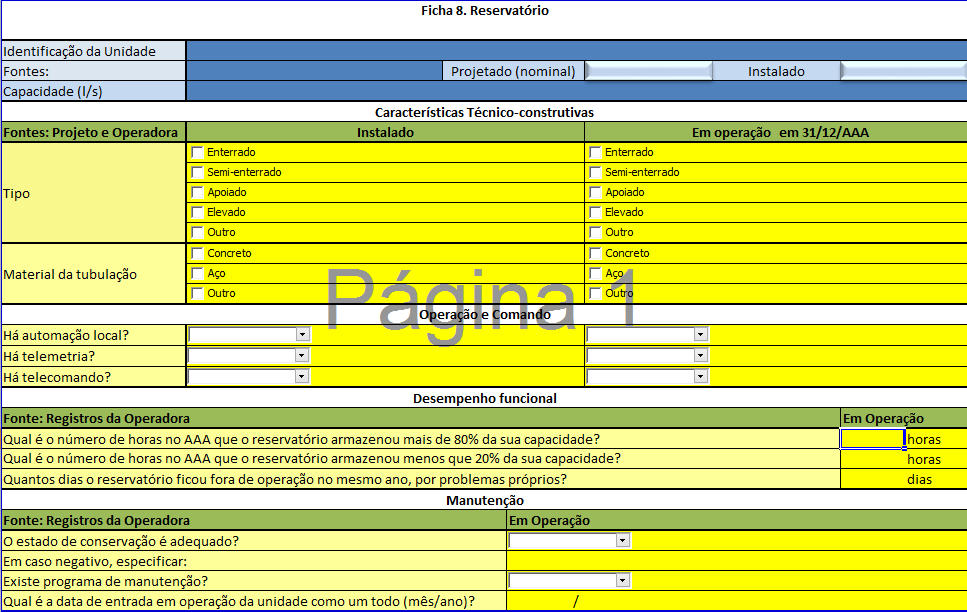 Ficha 8. Reservatório
Identificação da Unidade
Fontes: Projetado (nominal) Instalado
Capacidade (l/s)
Características Técnico-construtivas
Fontes: Projeto e Operadora Instalado Em operação em 31/12/AAA
Tipo
Enterrado Enterrado
Semi-enterrado Semi-enterrado
Apoiado Apoiado
Elevado Elevado
Outro Outro
Material da tubulação
Concreto Concreto
Aço Aço
Outro Outro
Página 1
Operação e Comando
Há automação local?
Há telemetria?
Há telecomando?
Desempenho funcional
Fonte: Registros da Operadora Em Operação
Qual é o número de horas no AAA que o reservatório armazenou mais de 80% da sua capacidade? horas
Qual é o número de horas no AAA que o reservatório armazenou menos que 20% da sua capacidade? horas
Quantos dias o reservatório ficou fora de operação no mesmo ano, por problemas próprios? dias
Manutenção
Fonte: Registros da Operadora Em Operação
O estado de conservação é adequado?
Em caso negativo, especificar:
Existe programa de manutenção?
Qual é a data de entrada em operação da unidade como um todo (mês/ano)? /